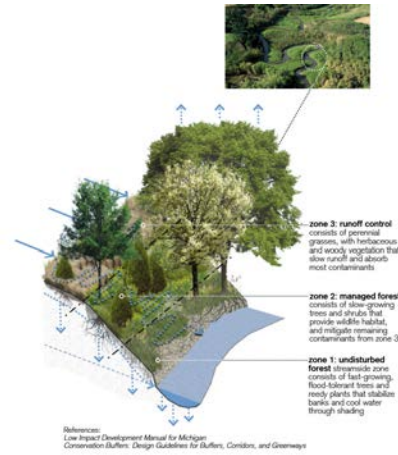 zone 3: runoff control
consists of perennial
grasses, with herbaceous
and woody vegetation that
slow runoff and absorb
most contaminants
zone 2: managed forest
consists of slow-growing
trees and shrubs that
provide wildlife habitat,
and mitigate remaining
contaminants from zone 3
zone 1: undisturbed
forest streamside zone
consists of fast-growing,
flood-tolerant trees and
reedy plants that stabilize
banks and cool water
through shading
References:
Low Impact Development Manual for Michigan
Conservation Buffers: Design Guidelines for Buffers, Corridors, and Greenways